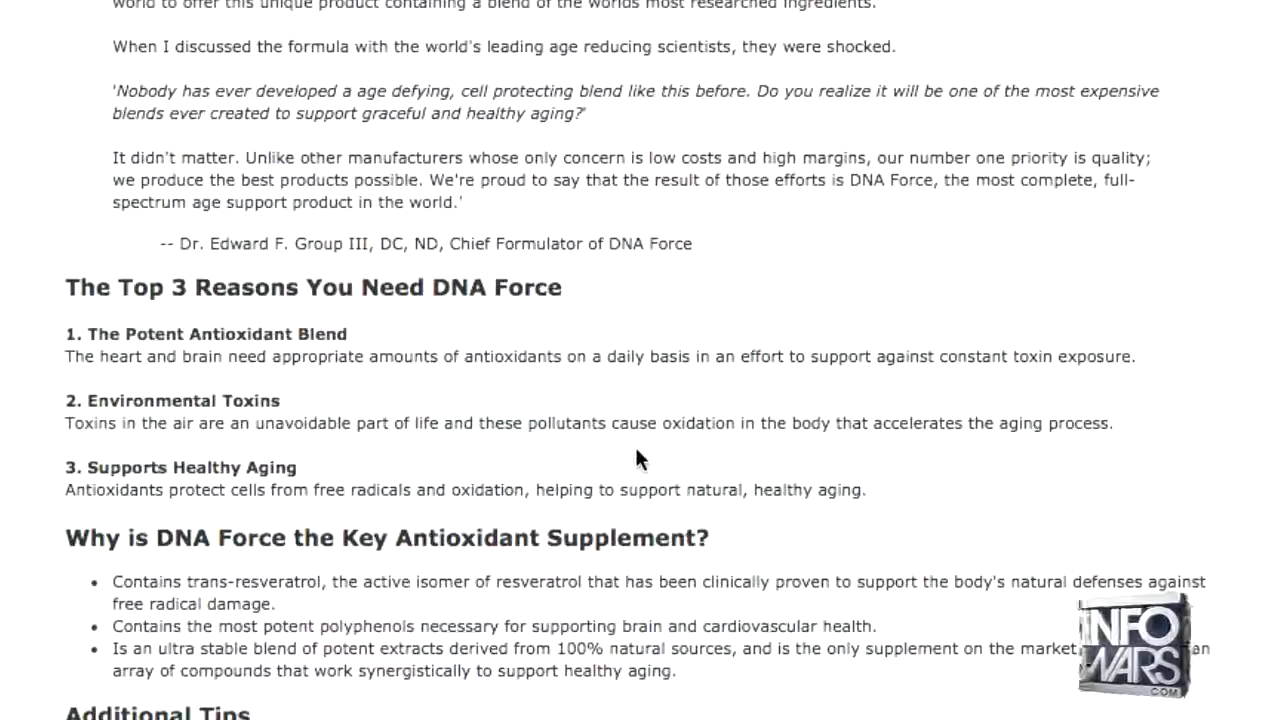 world to offer this unique product containing a blend of the worlds most researched ingredients.
When I discussed the formula with the world's leading age reducing scientists, they were shocked.
'Nobody has ever developed a age defying, cell protecting blend like this before. Do you realize it will be one of the most expensive
blends ever created to support graceful and healthy aging?'
It didn't matter. Unlike other manufacturers whose only concern is low costs and high margins, our number one priority is quality;
we produce the best products possible. We're proud to say that the result of those efforts is DNA Force, the most complete, full-
spectrum age support product in the world.'
-- Dr. Edward F. Group III, DC, ND, Chief Formulator of DNA Force
The Top 3 Reasons You Need DNA Force
1. The Potent Antioxidant Blend
The heart and brain need appropriate amounts of antioxidants on a daily basis in an effort to support against constant toxin exposure.
2. Environmental Toxins
Toxins in the air are an unavoidable part of life and these pollutants cause oxidation in the body that accelerates the aging process.
3. Supports Healthy Aging
Antioxidants protect cells from free radicals and oxidation, helping to support natural, healthy aging.
Why is DNA Force the Key Antioxidant Supplement?
• Contains trans-resveratrol, the active isomer of resveratrol that has been clinically proven to support the body's natural defenses against
free radical damage.
• Contains the most potent polyphenols necessary for supporting brain and cardiovascular health.
• Is an ultra stable blend of potent extracts derived from 100% natural sources, and is the only supplement on the market an
array of compounds that work synergistically to support healthy aging.
INFO
WARS
.COM
Additional Tips